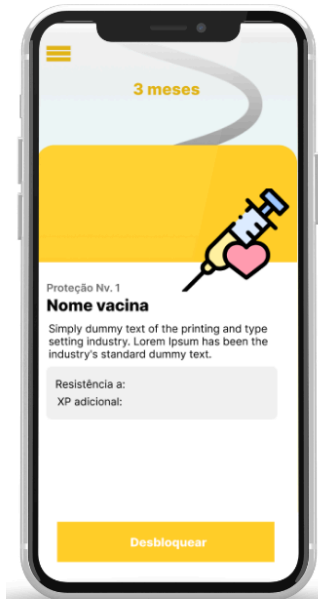 3 meses
Proteção Nv. 1
Nome vacina
Simply dummy text of the printing and type
setting industry. Lorem Ipsum has been the
industry's standard dummy text.
Resistência a:
XP adicional:
Desbloquear